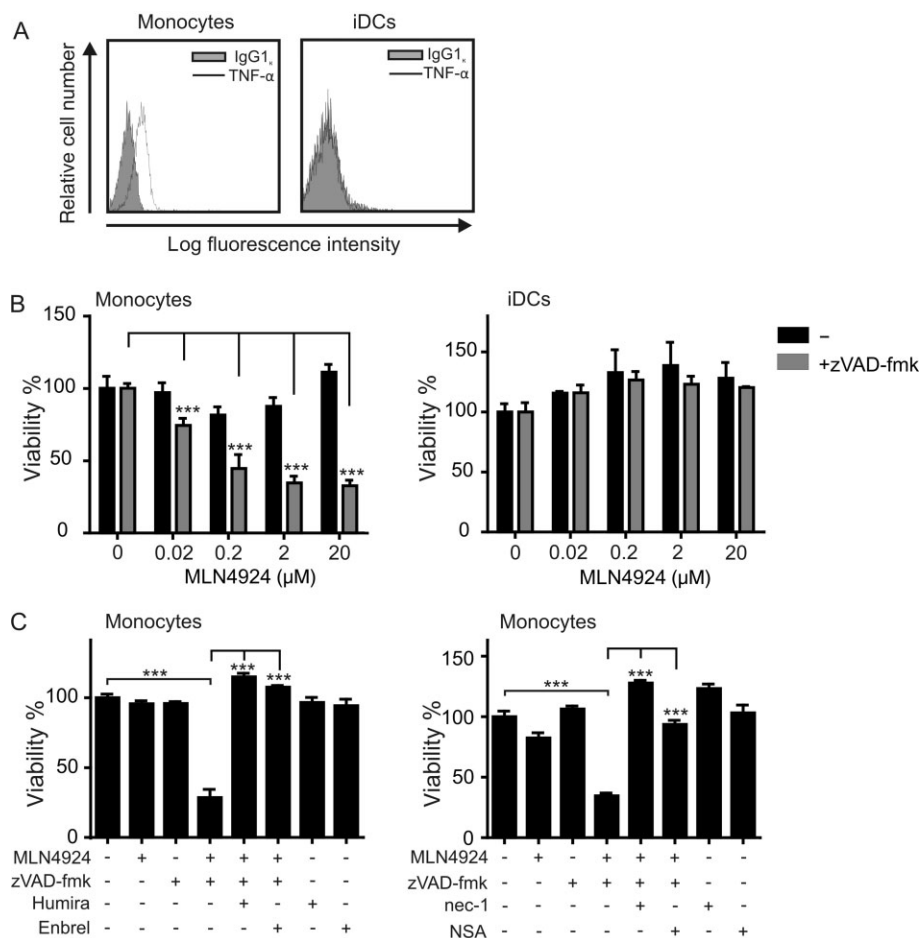 A
Monocytes
iDCs
Relative cell number
IgG1κ
TNF-α
IgG1κ
TNF-α
Log fluorescence intensity
B
Monocytes
150
100
50
0
Viability %
***
***
***
***
0 0.02 0.2 2 20
MLN4924 (µM)
iDCs
150
100
50
0
Viability %
0 0.02 0.2 2 20
MLN4924 (µM)
–
+zVAD-fmk
C
Monocytes
100
50
0
Viability %
***
***
***
MLN4924 - + - + + + - -
zVAD-fmk - - + + + + - -
Humira - - - - + - + -
Enbrel - - - - - + - +
Monocytes
150
100
50
0
Viability %
***
***
***
MLN4924 - + - + + + - -
zVAD-fmk - - + + + + - -
nec-1 - - - - + - + -
NSA - - - - - + - +